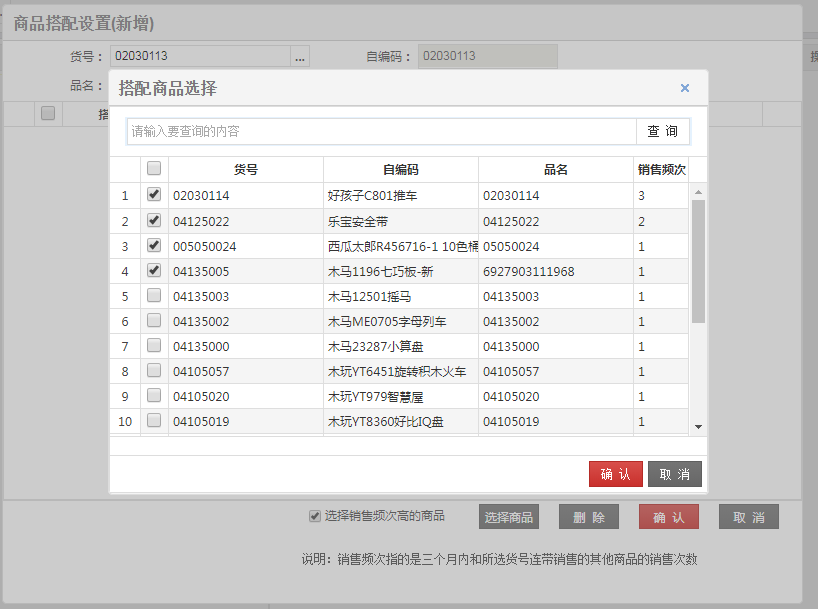 商品搭配设置(新增)
货号： 02030113 ... 自编码： 02030113
品名：
搭配商品选择 ×
请输入要查询的内容 查 询
货号 自编码 品名 销售频次
1 02030114 好孩子C801推车 02030114 3
2 04125022 乐宝安全带 04125022 2
3 005050024 西瓜太郎R456716-1 10色桶 05050024 1
4 04135005 木马1196七巧板-新 6927903111968 1
5 04135003 木马12501摇马 04135003 1
6 04135002 木马ME0705字母列车 04135002 1
7 04135000 木马23287小算盘 04135000 1
8 04105057 木玩YT6451旋转积木火车 04105057 1
9 04105020 木玩YT979智慧屋 04105020 1
10 04105019 木玩YT8360好比IQ盘 04105019 1
确 认 取 消
选择销售频次高的商品 选择商品 删 除 确 认 取 消
说明：销售频次指的是三个月内和所选货号连带销售的其他商品的销售次数